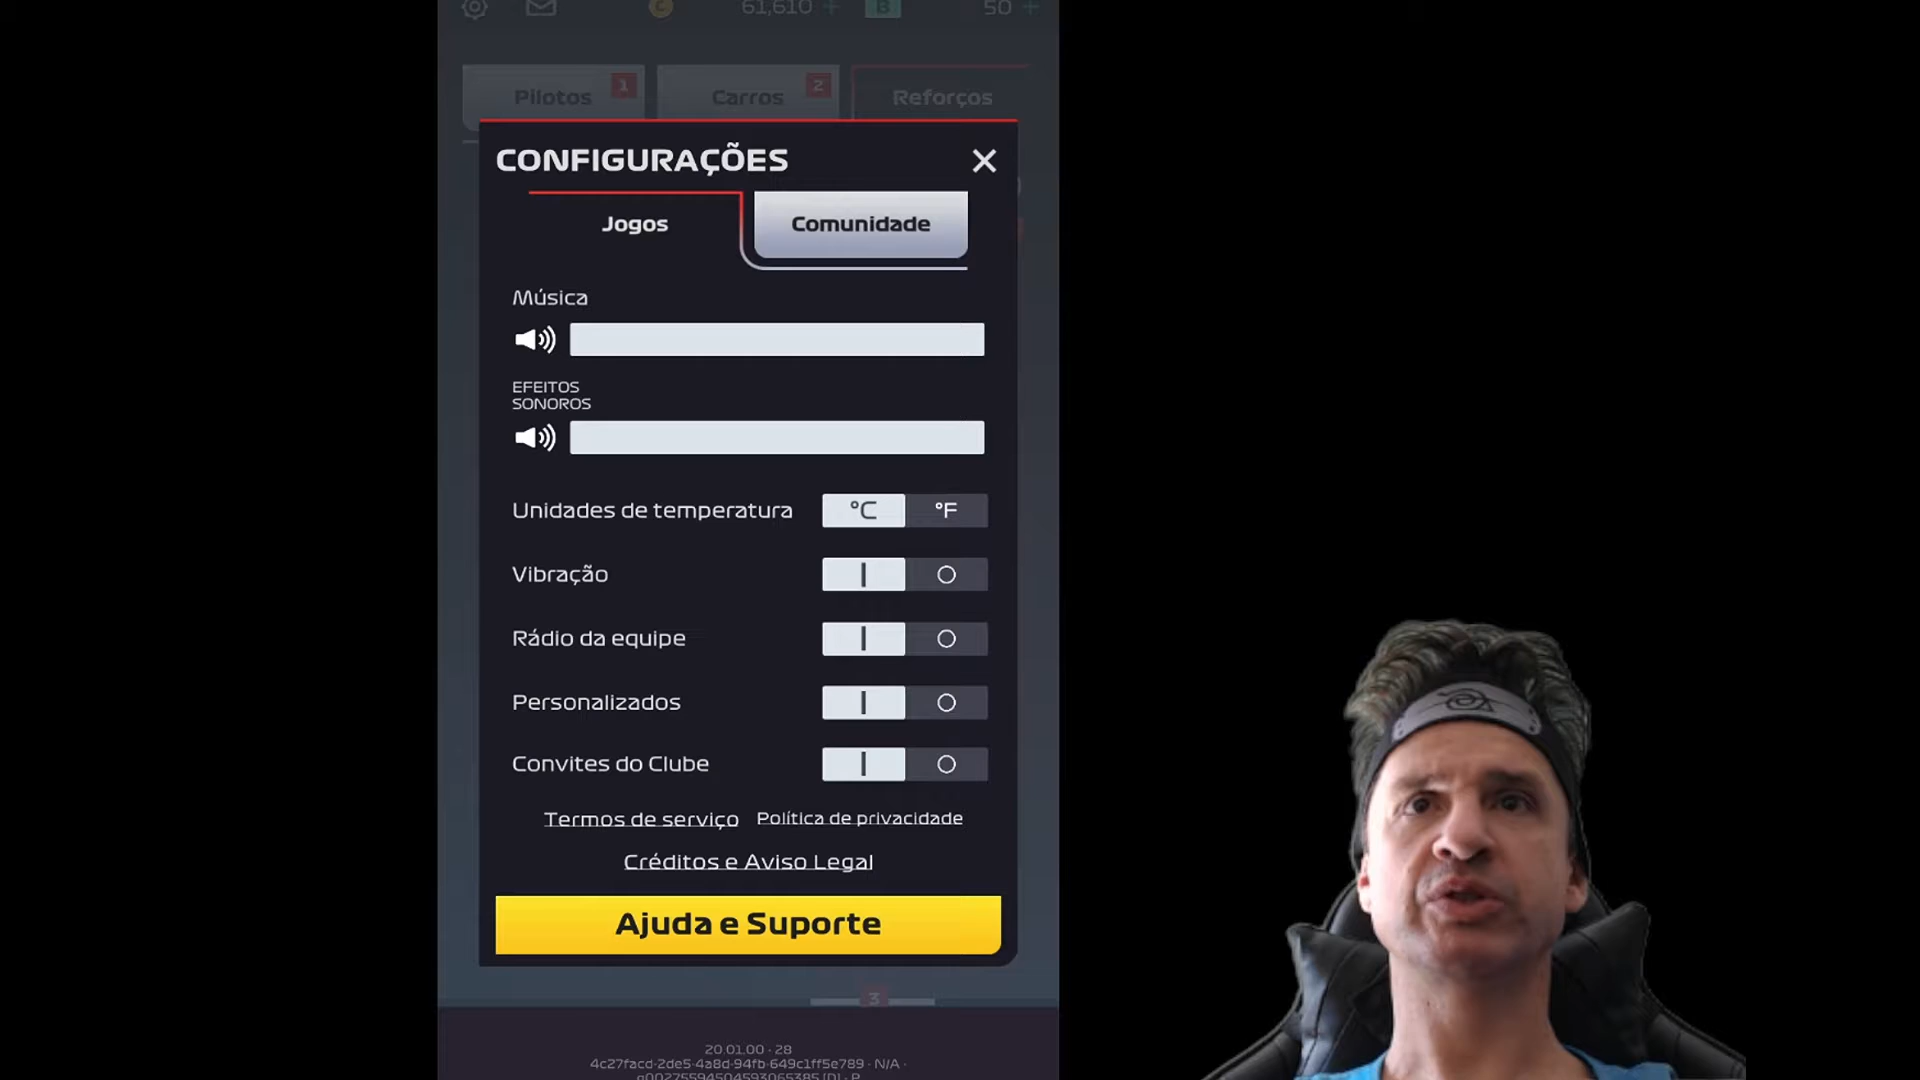 61,610 + B 50 +
Pilotos 1 Carros 2 Reforços
CONFIGURAÇÕES
Jogos Comunidade
Música
EFEITOS
SONOROS
Unidades de temperatura °C °F
Vibração
Rádio da equipe
Personalizados
Convites do Clube
Termos de serviço Política de privacidade
Créditos e Aviso Legal
Ajuda e Suporte
3
20.01.00 - 28
4c27facd-2de5-4a8d-94fb-649c1ff5e789 - N/A -